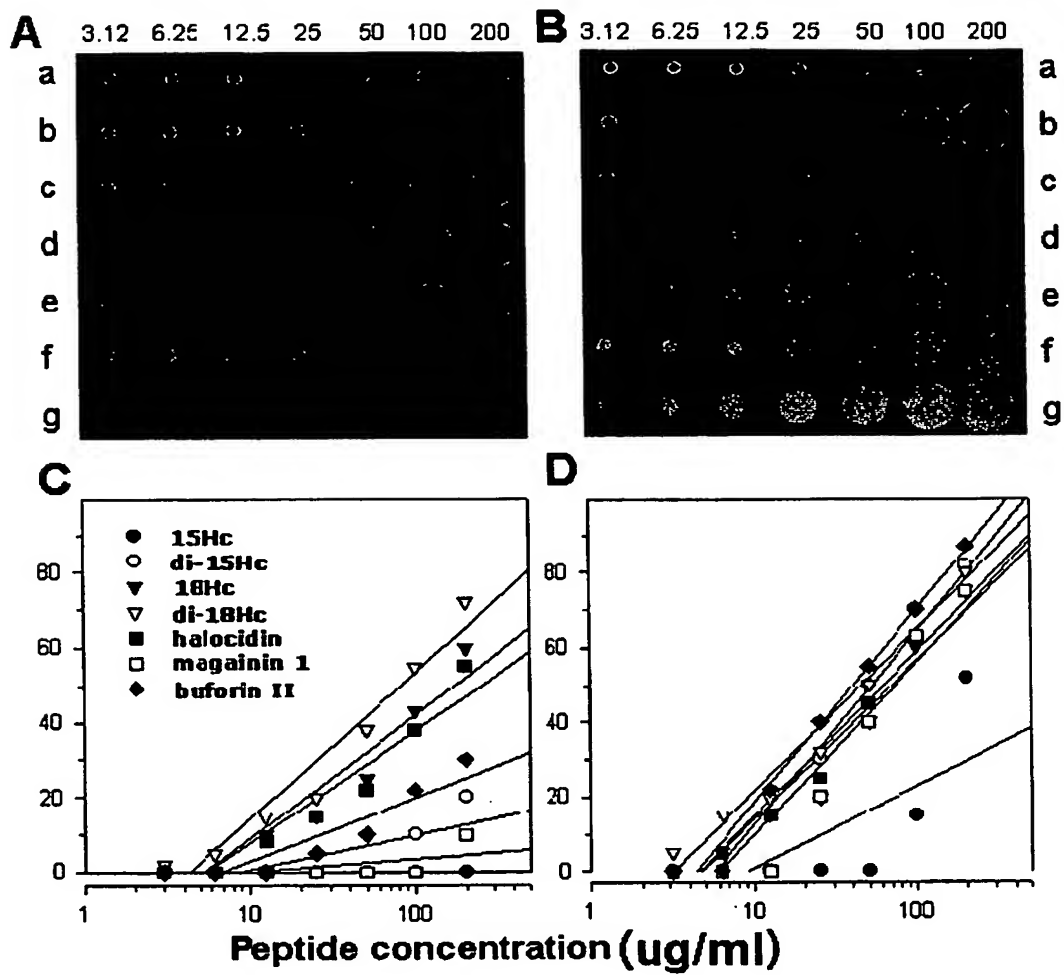 A 3.12 6.25 12.5 25 50 100 200
a
b
c
d
e
f
g
B 3.12 6.25 12.5 25 50 100 200
a
b
c
d
e
f
g
C
15Hc
di-15Hc
18Hc
di-18Hc
halocidin
magainin 1
buforin II
80
60
40
20
0
1 10 100
D
80
60
40
20
0
1 10 100
Peptide concentration (ug/ml)